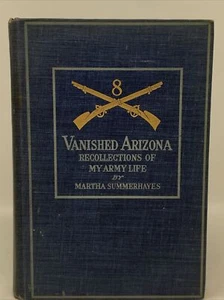 8
VANISHED ARIZONA
RECOLLECTIONS OF
MY ARMY LIFE
BY
MARTHA SUMMERHAYES